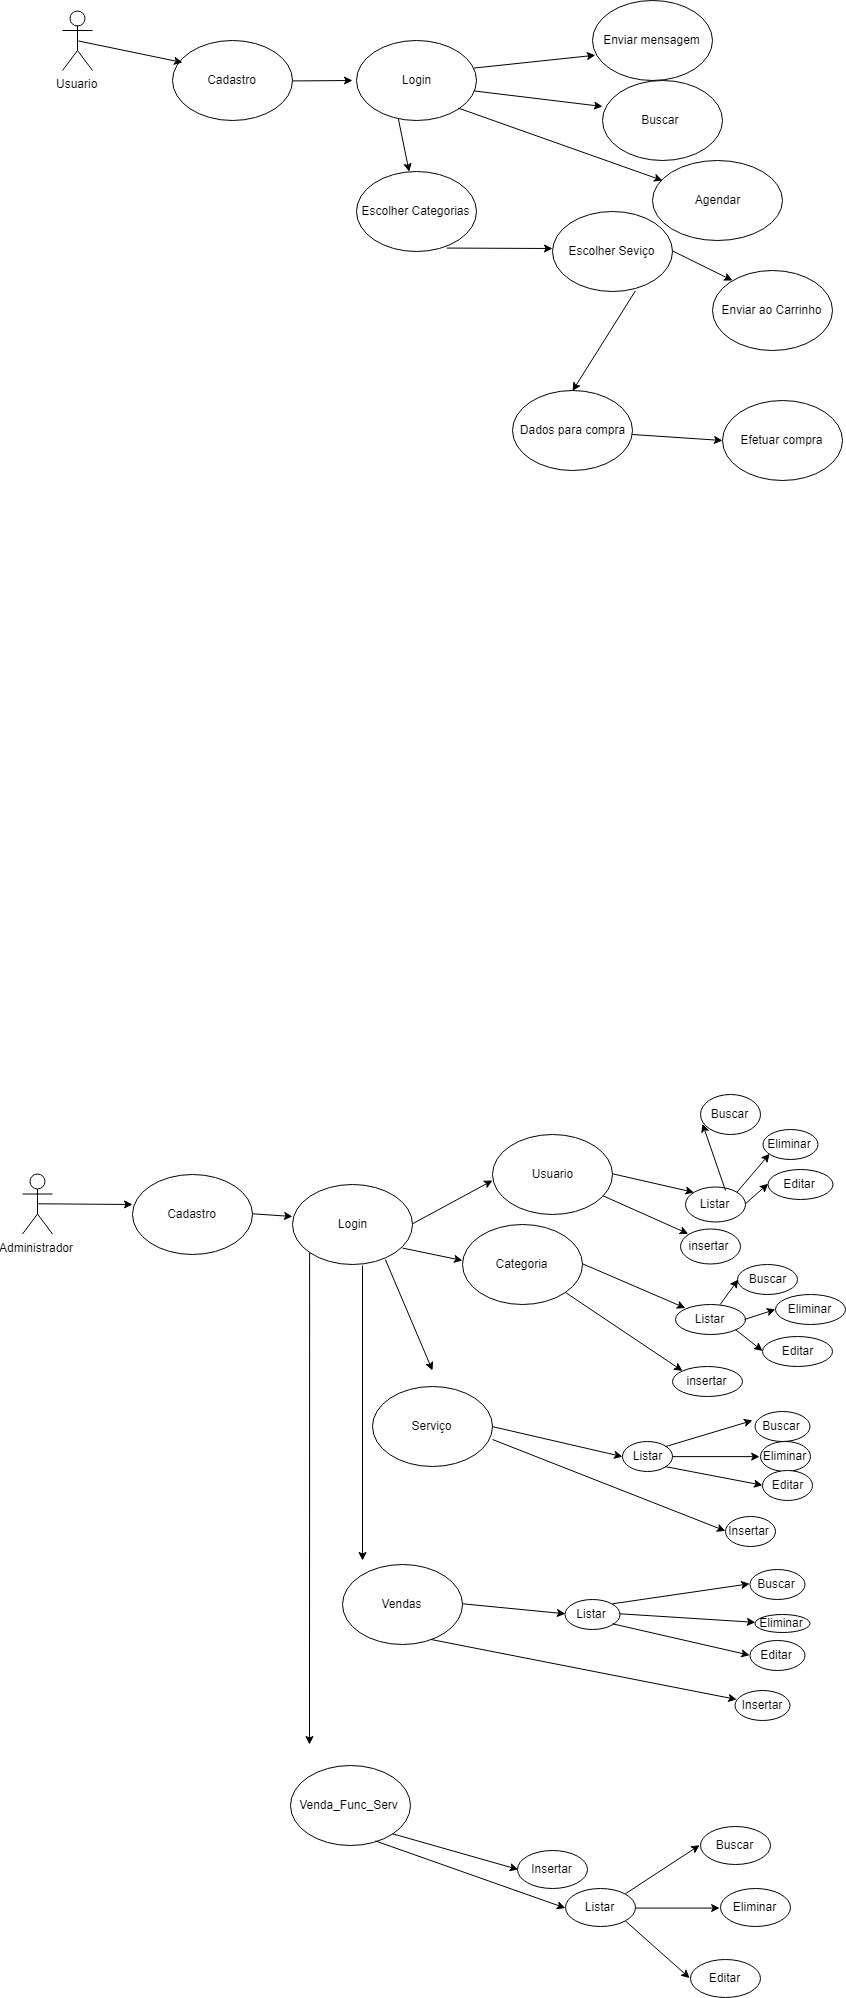 Enviar mensagem
Cadastro
Login
Usuario
Buscar
Agendar
Escolher Categorias
Escolher Seviço
Enviar ao Carrinho
Dados para compra
Efetuar compra
Buscar
Eliminar
Usuario
Editar
Listar
Cadastro
Login
Administrador
insertar
Categoria
Buscar
Eliminar
Listar
Editar
insertar
Serviço
Buscar
Listar
Eliminar
Editar
Insertar
Buscar
Vendas
Listar
Eliminar
Editar
Insertar
Venda_Func_Serv
Buscar
Insertar
Listar
Eliminar
Editar